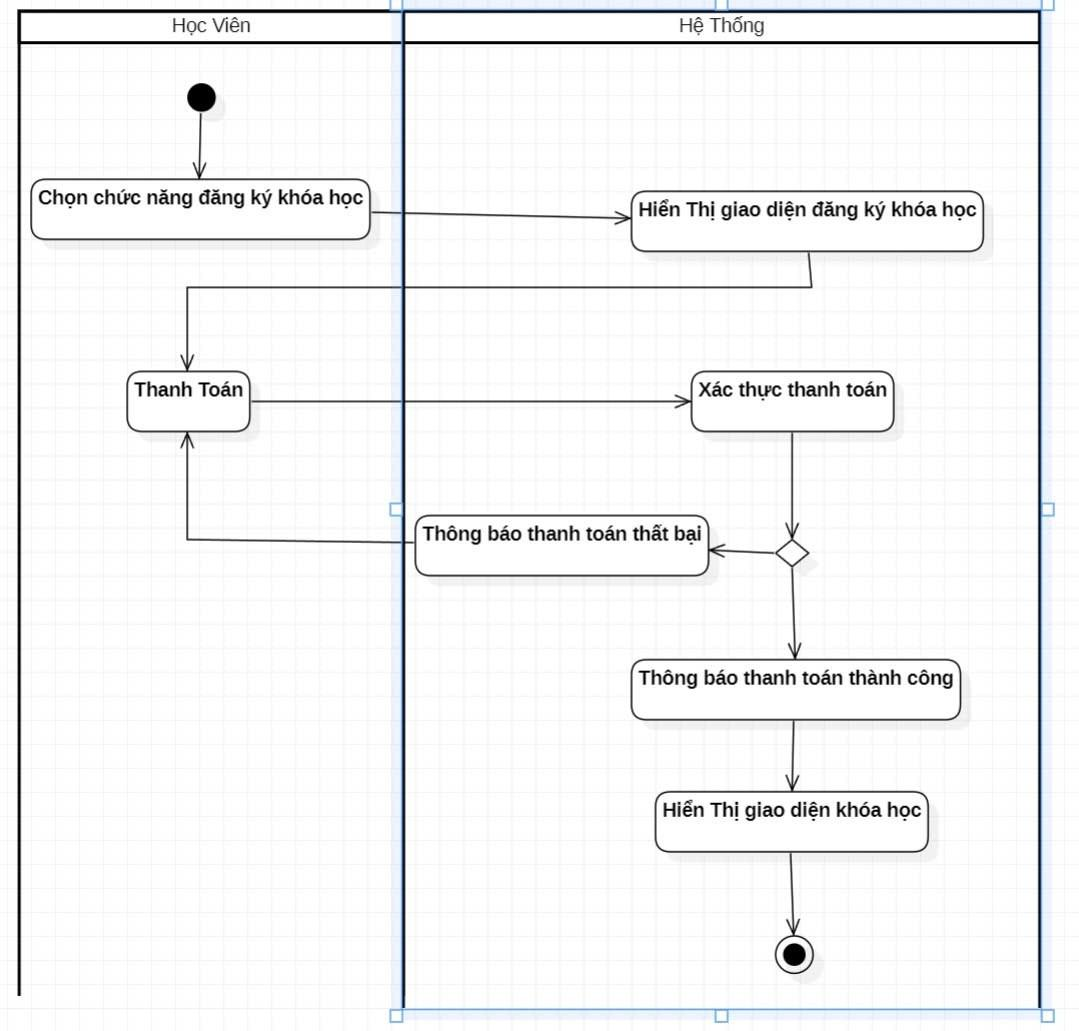 Học Viên
Hệ Thống
Chọn chức năng đăng ký khóa học
Hiển Thị giao diện đăng ký khóa học
Thanh Toán
Xác thực thanh toán
Thông báo thanh toán thất bại
Thông báo thanh toán thành công
Hiển Thị giao diện khóa học